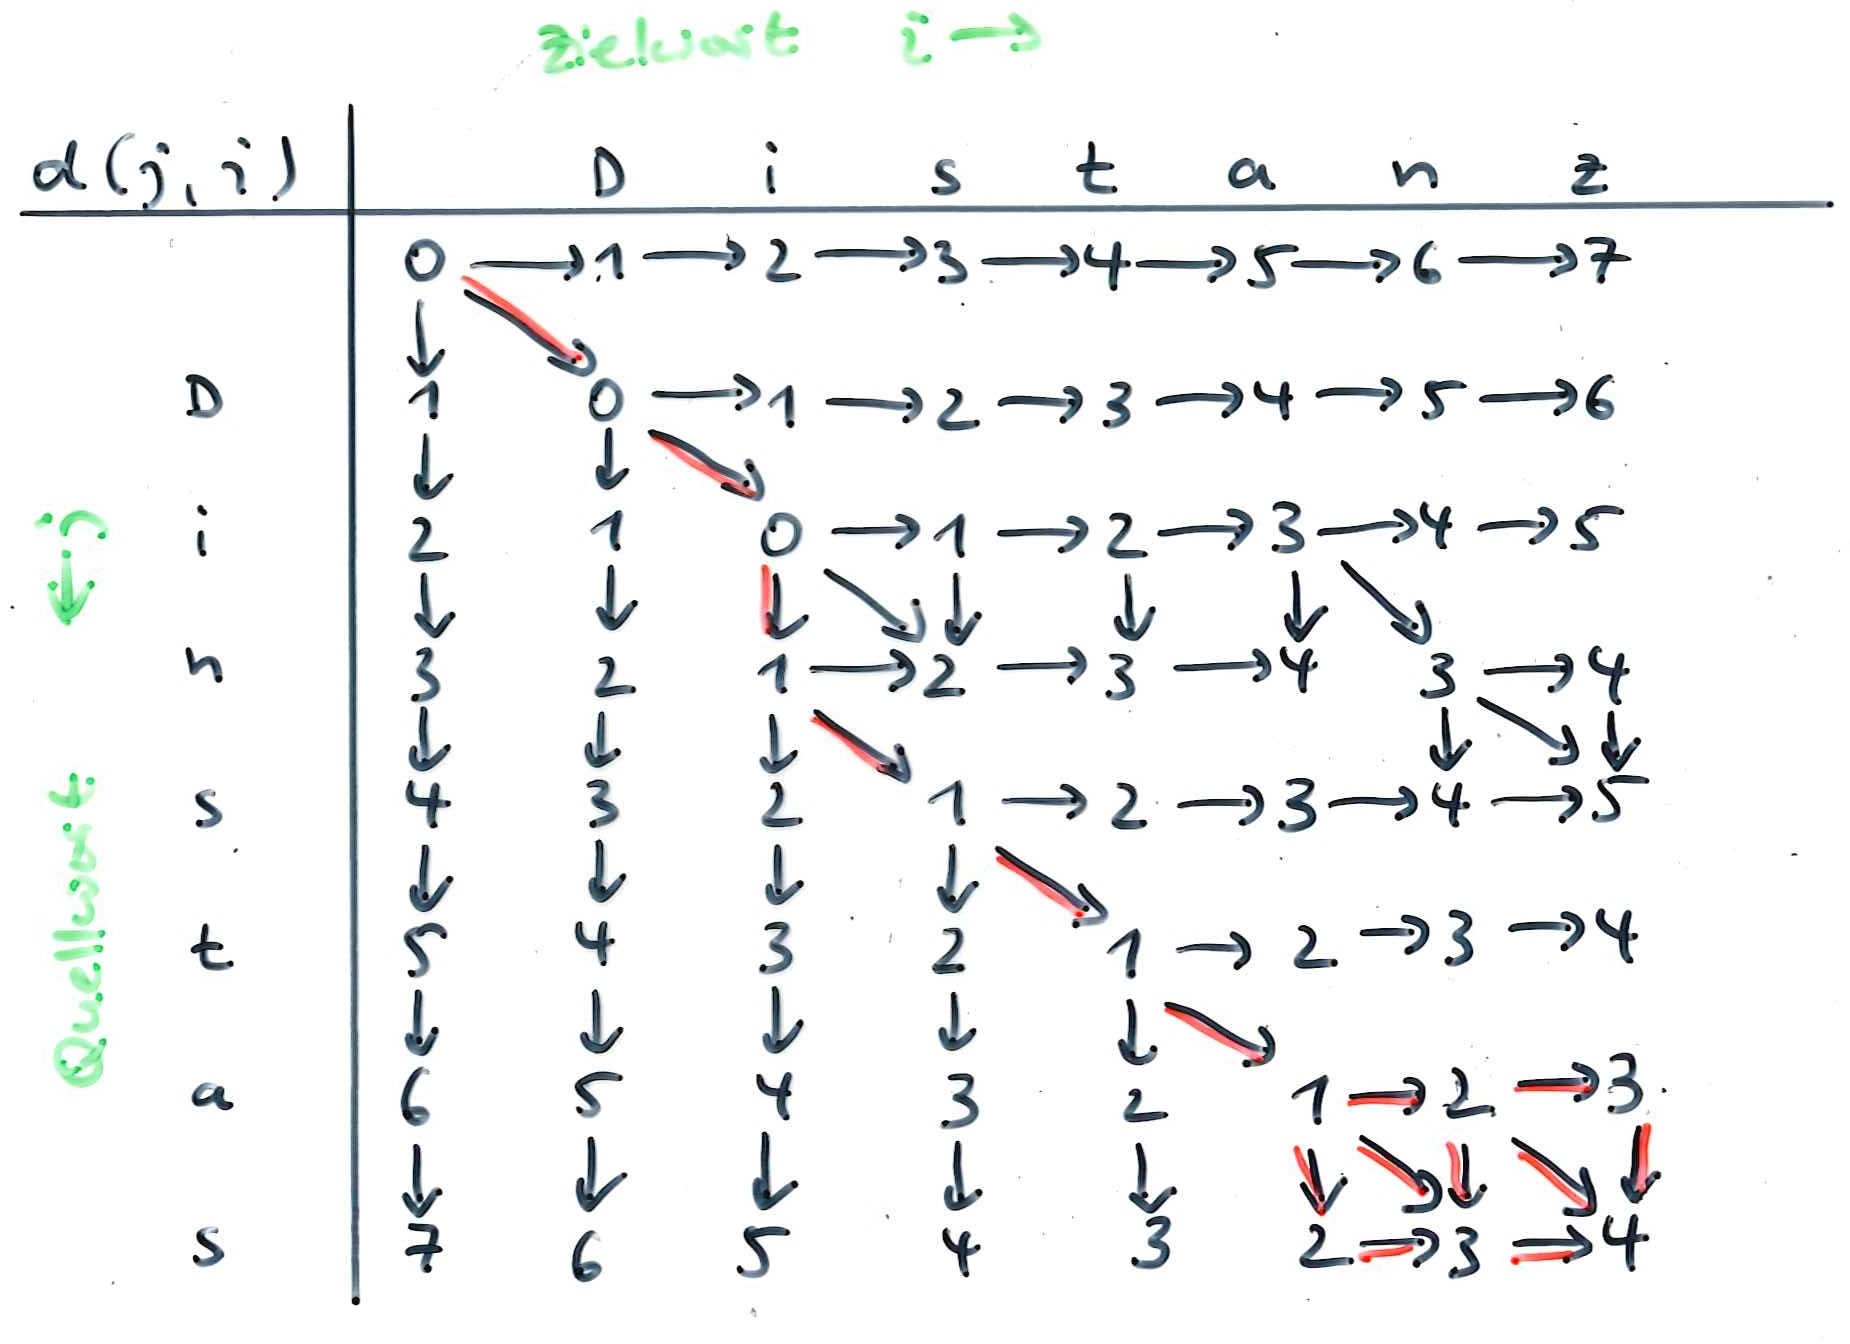 Zielwort i →
d(j,i) D i s t a n z
0 → 1 → 2 → 3 → 4 → 5 → 6 → 7
D 1 0 → 1 → 2 → 3 → 4 → 5 → 6
i 2 1 0 → 1 → 2 → 3 → 4 → 5
n 3 2 1 → 2 → 3 → 4 3 → 4
s 4 3 2 1 → 2 → 3 → 4 → 5
t 5 4 3 2 1 → 2 → 3 → 4
a 6 5 4 3 2 1 → 2 → 3
s 7 6 5 4 3 2 → 3 → 4
Quellwort ← j